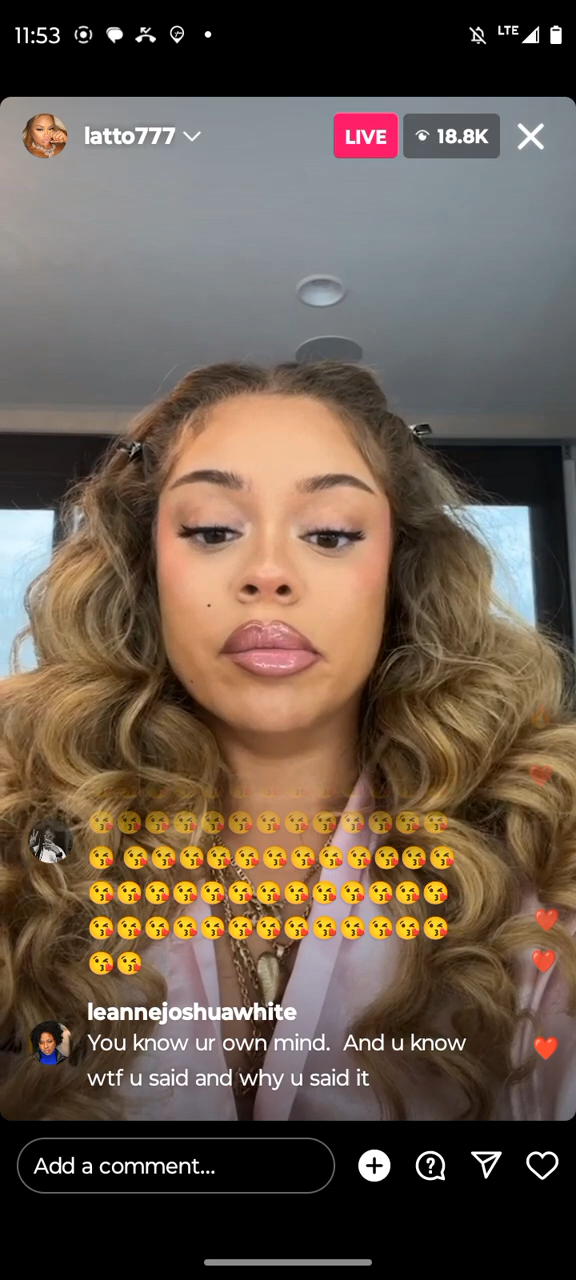 11:53
LTE
latto777
LIVE
18.8K
leannejoshuawhite
You know ur own mind. And u know
wtf u said and why u said it
Add a comment...